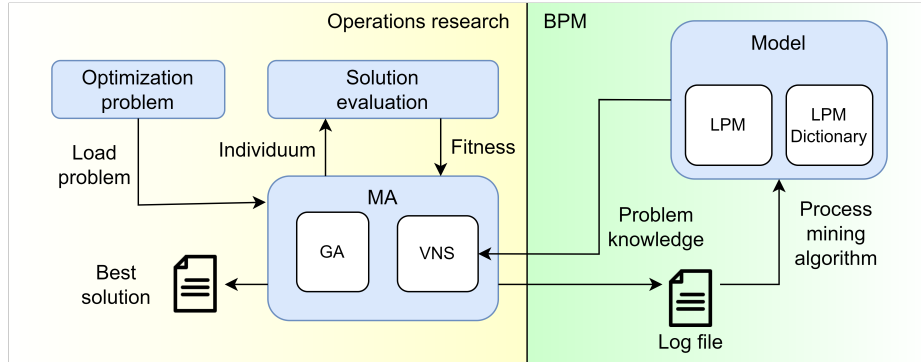 Operations research
BPM
Optimization
problem
Solution
evaluation
Model
LPM
LPM
Dictionary
Load
problem
Individuum
Fitness
MA
GA
VNS
Problem
knowledge
Process
mining
algorithm
Best
solution
Log file